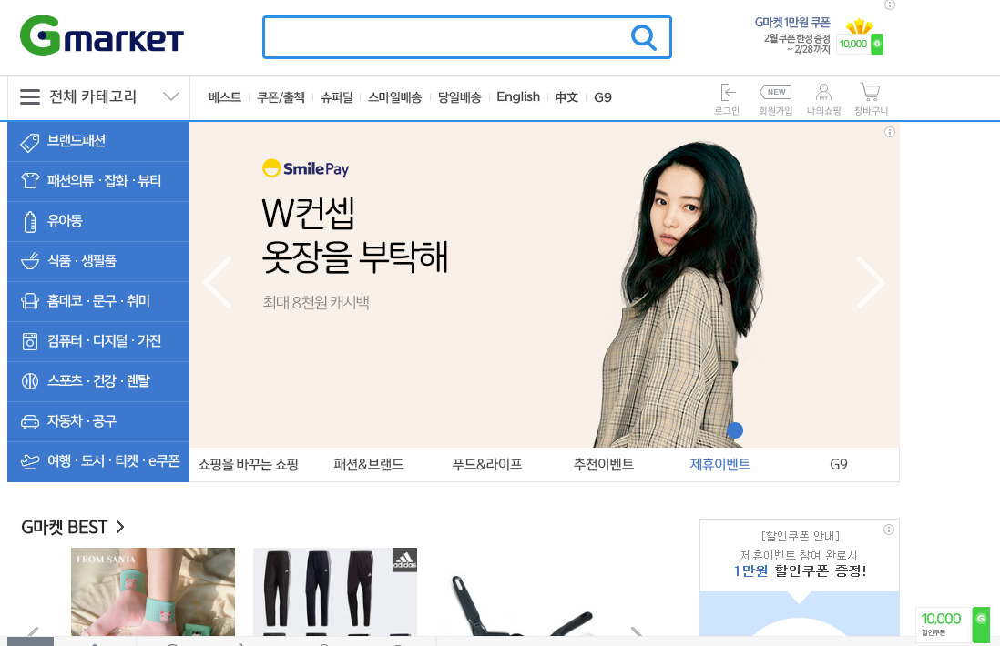 Gmarket
G마켓 1만원 쿠폰
2월 쿠폰 한정 증정
~ 2/28 까지
10,000 G
전체 카테고리
베스트 쿠폰/출첵 슈퍼딜 스마일배송 당일배송 English 中文 G9
NEW
MY
로그인 회원가입 나의쇼핑 장바구니
브랜드패션
패션의류 · 잡화 · 뷰티
유아동
식품 · 생필품
홈데코 · 문구 · 취미
컴퓨터 · 디지털 · 가전
스포츠 · 건강 · 렌탈
자동차 · 공구
여행 · 도서 · 티켓 · e쿠폰
Smile Pay
W컨셉
옷장을 부탁해
최대 8천원 캐시백
쇼핑을 바꾸는 쇼핑 패션&브랜드 푸드&라이프 추천이벤트 제휴이벤트 G9
G마켓 BEST
FROM SANTA
adidas
[할인쿠폰 안내]
제휴이벤트 참여 완료시
1만원 할인쿠폰 증정!
10,000 G
할인쿠폰